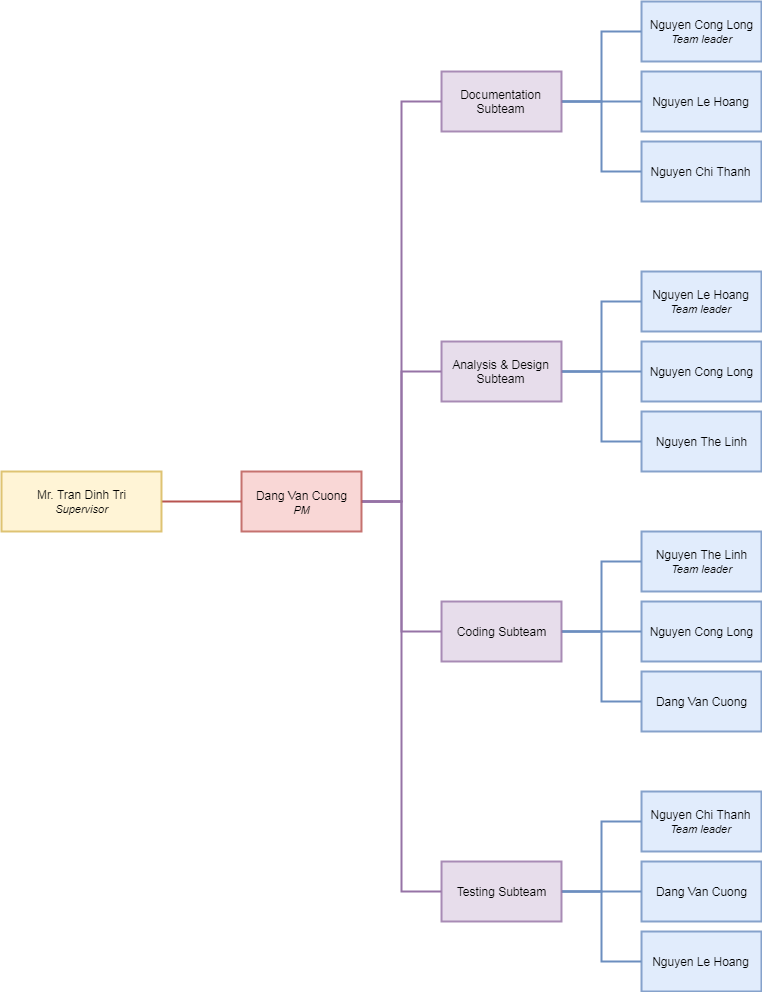 Mr. Tran Dinh Tri
Supervisor
Dang Van Cuong
PM
Documentation
Subteam
Nguyen Cong Long
Team leader
Nguyen Le Hoang
Nguyen Chi Thanh
Analysis & Design
Subteam
Nguyen Le Hoang
Team leader
Nguyen Cong Long
Nguyen The Linh
Coding Subteam
Nguyen The Linh
Team leader
Nguyen Cong Long
Dang Van Cuong
Testing Subteam
Nguyen Chi Thanh
Team leader
Dang Van Cuong
Nguyen Le Hoang